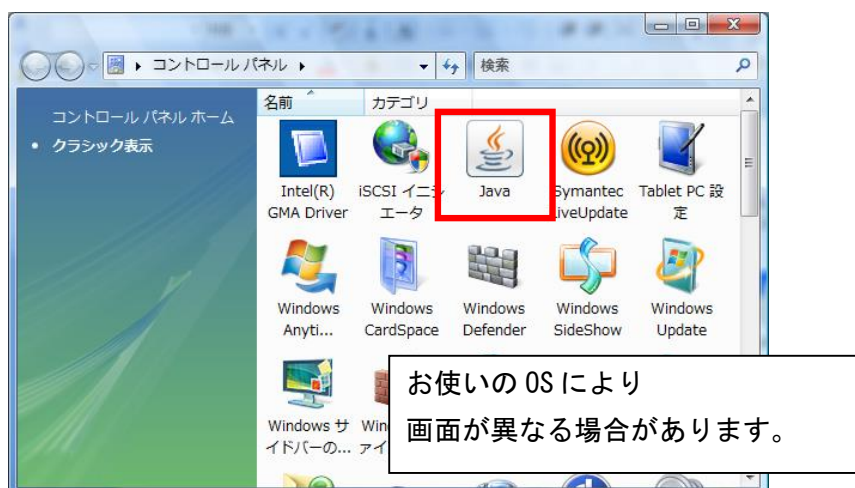 コントロール パネル
検索
コントロール パネル ホーム
クラシック表示
名前
カテゴリ
Intel(R)
GMA Driver
iSCSI イニシ
エータ
Java
Symantec
LiveUpdate
Tablet PC 設
定
Windows
Anyti...
Windows
CardSpace
Windows
Defender
Windows
SideShow
Windows
Update
Windows サ
イドバーの...
お使いの OS により
画面が異なる場合があります。